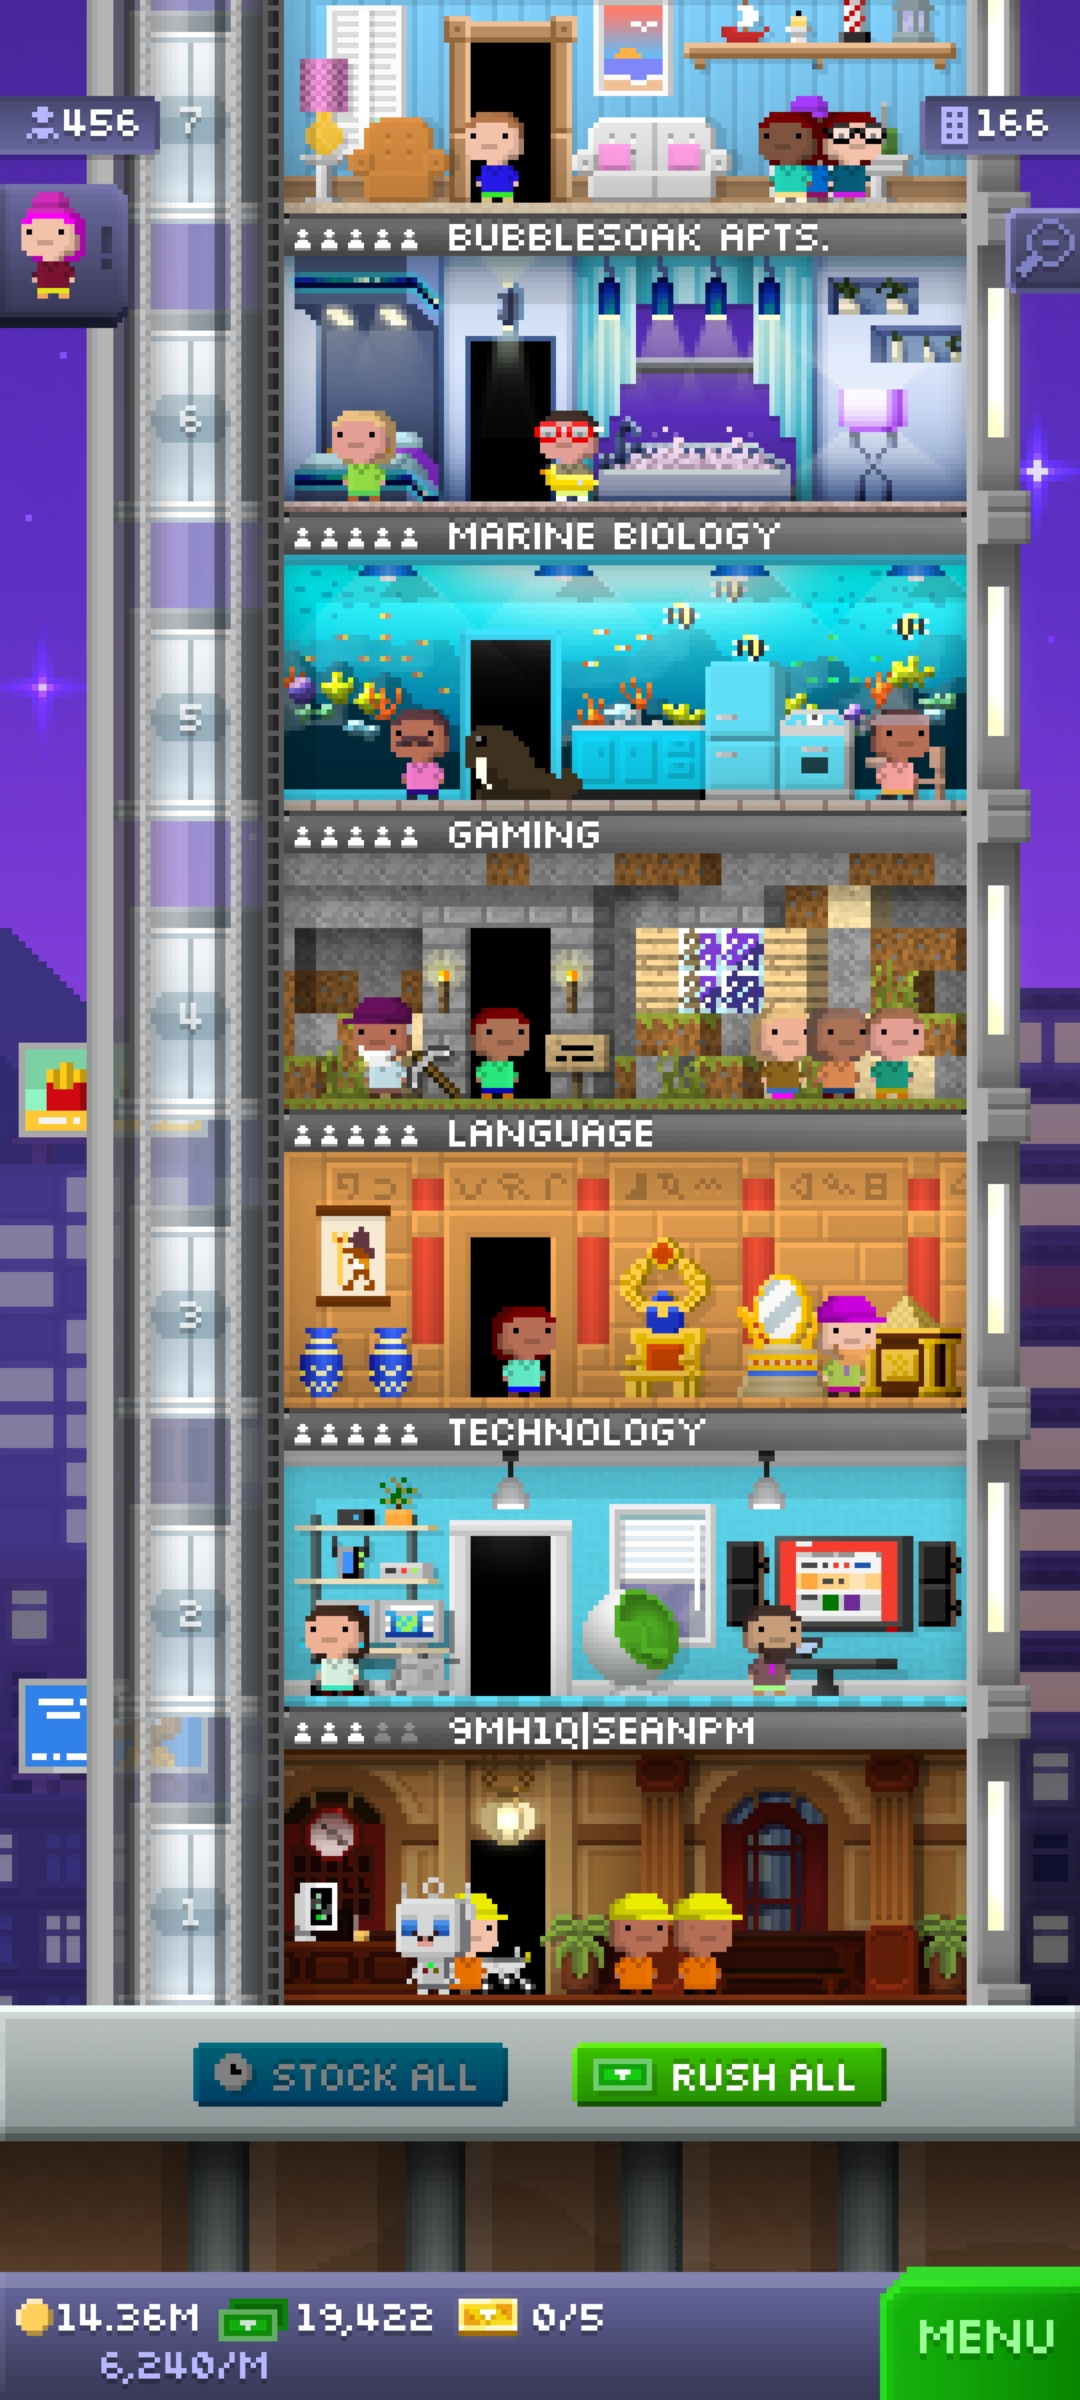 456
7
166
!
BUBBLESOAK APTS.
6
MARINE BIOLOGY
5
GAMING
4
LANGUAGE
3
TECHNOLOGY
2
9MH1Q|SEANPM
1
STOCK ALL
RUSH ALL
14.36M 19,422 0/5
6,240/M
MENU